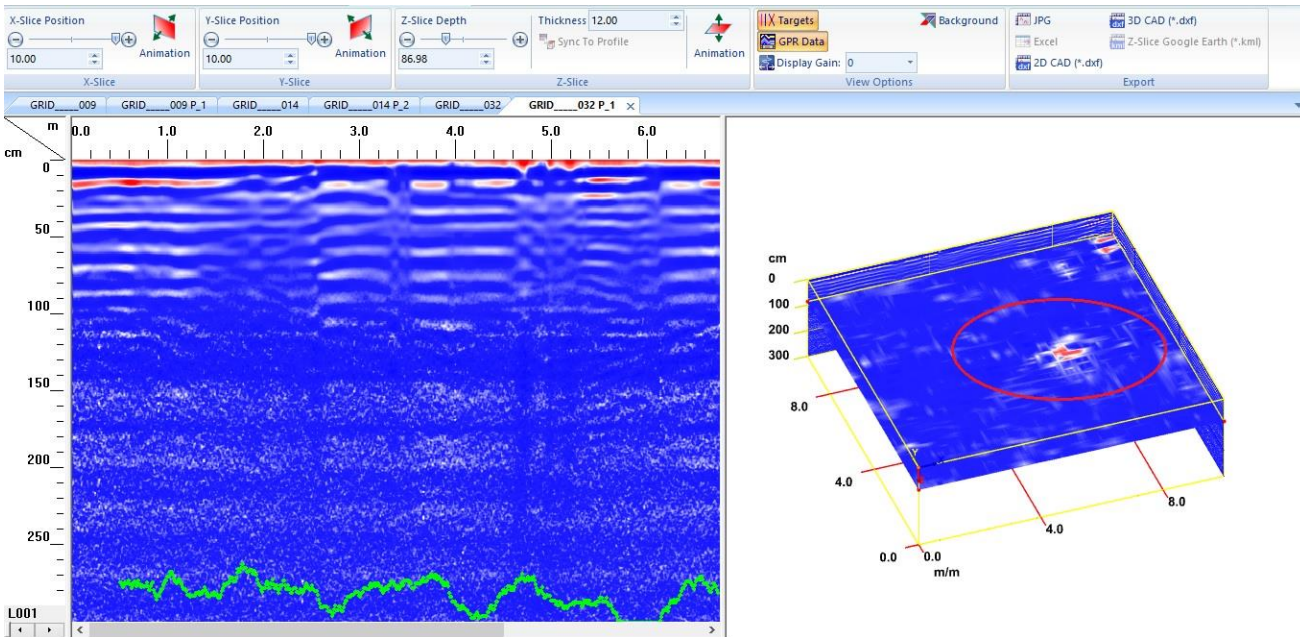 X-Slice Position
10.00
Animation
X-Slice
Y-Slice Position
10.00
Animation
Y-Slice
Z-Slice Depth
86.98
Thickness 12.00
Sync To Profile
Animation
Z-Slice
Targets
GPR Data
Display Gain: 0
Background
View Options
JPG
Excel
2D CAD (*.dxf)
3D CAD (*.dxf)
Z-Slice Google Earth (*.kml)
Export
GRID____009 GRID____009 P_1 GRID____014 GRID____014 P_2 GRID____032 GRID____032 P_1 ×
m
cm
0.0 1.0 2.0 3.0 4.0 5.0 6.0
0
50
100
150
200
250
L001
cm
0
100
200
300
8.0
4.0
0.0
0.0
4.0
8.0
m/m